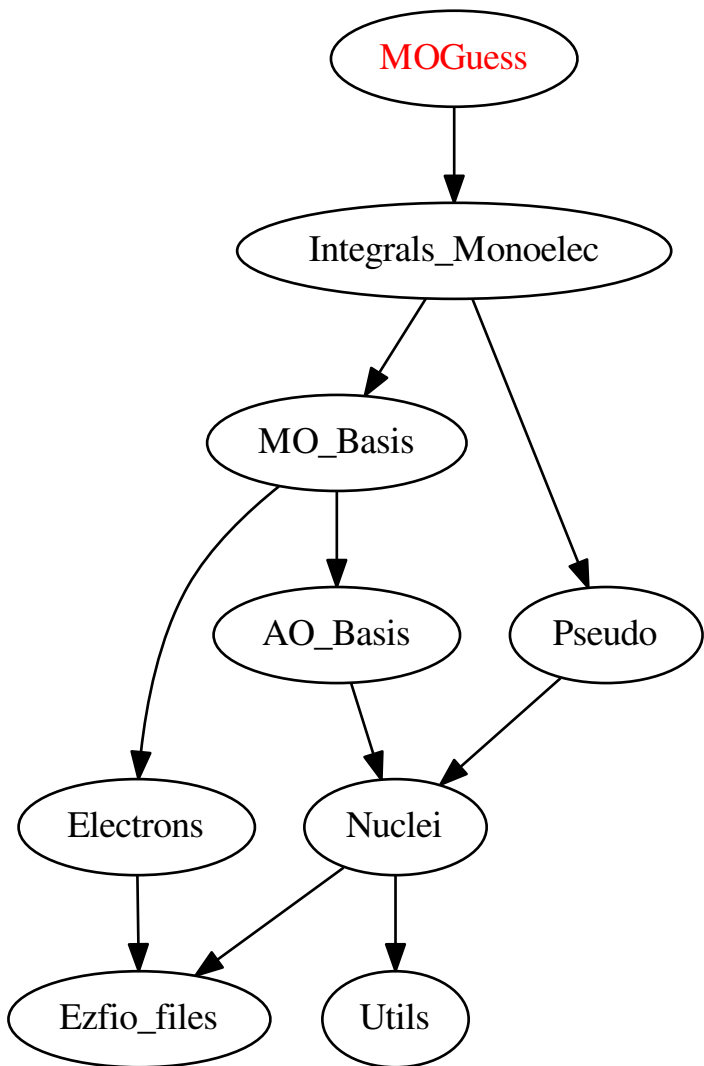 MOGuess
Integrals_Monoelec
MO_Basis
AO_Basis
Pseudo
Electrons
Nuclei
Ezfio_files
Utils